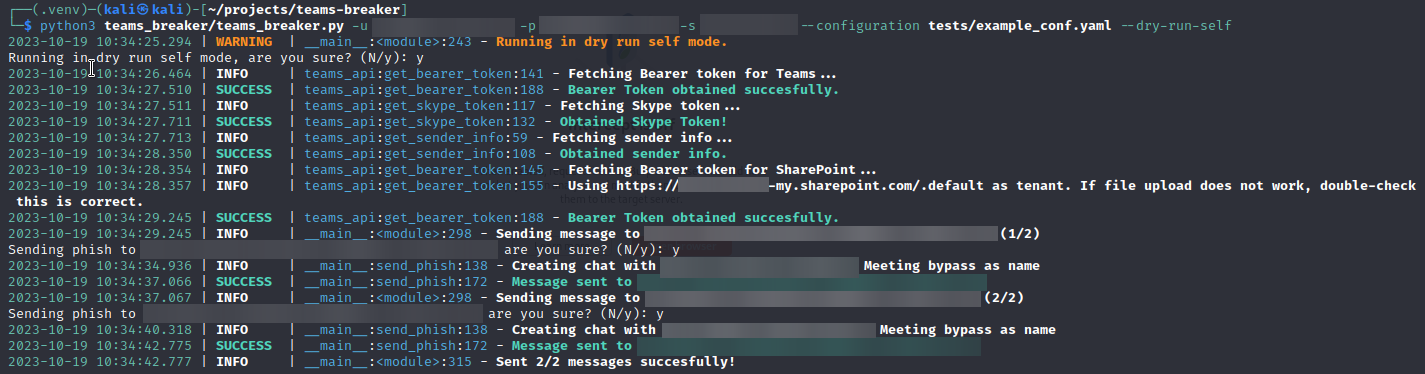 ┌──(.venv)─(kali㉿kali)-[~/projects/teams-breaker]
└─$ python3 teams_breaker/teams_breaker.py -u -p -s --configuration tests/example_conf.yaml --dry-run-self
2023-10-19 10:34:25.294 | WARNING | __main__:<module>:243 - Running in dry run self mode.
Running in dry run self mode, are you sure? (N/y): y
2023-10-19 10:34:26.464 | INFO | teams_api:get_bearer_token:141 - Fetching Bearer token for Teams...
2023-10-19 10:34:27.510 | SUCCESS | teams_api:get_bearer_token:188 - Bearer Token obtained succesfully.
2023-10-19 10:34:27.511 | INFO | teams_api:get_skype_token:117 - Fetching Skype token...
2023-10-19 10:34:27.711 | SUCCESS | teams_api:get_skype_token:132 - Obtained Skype Token!
2023-10-19 10:34:27.713 | INFO | teams_api:get_sender_info:59 - Fetching sender info...
2023-10-19 10:34:28.350 | SUCCESS | teams_api:get_sender_info:108 - Obtained sender info.
2023-10-19 10:34:28.354 | INFO | teams_api:get_bearer_token:145 - Fetching Bearer token for SharePoint...
2023-10-19 10:34:28.357 | INFO | teams_api:get_bearer_token:155 - Using https:// -my.sharepoint.com/.default as tenant. If file upload does not work, double-check
this is correct.
2023-10-19 10:34:29.245 | SUCCESS | teams_api:get_bearer_token:188 - Bearer Token obtained succesfully.
2023-10-19 10:34:29.245 | INFO | __main__:<module>:298 - Sending message to (1/2)
Sending phish to are you sure? (N/y): y
2023-10-19 10:34:34.936 | INFO | __main__:send_phish:138 - Creating chat with Meeting bypass as name
2023-10-19 10:34:37.066 | SUCCESS | __main__:send_phish:172 - Message sent to
2023-10-19 10:34:37.067 | INFO | __main__:<module>:298 - Sending message to (2/2)
Sending phish to are you sure? (N/y): y
2023-10-19 10:34:40.318 | INFO | __main__:send_phish:138 - Creating chat with Meeting bypass as name
2023-10-19 10:34:42.775 | SUCCESS | __main__:send_phish:172 - Message sent to
2023-10-19 10:34:42.777 | INFO | __main__:<module>:315 - Sent 2/2 messages succesfully!